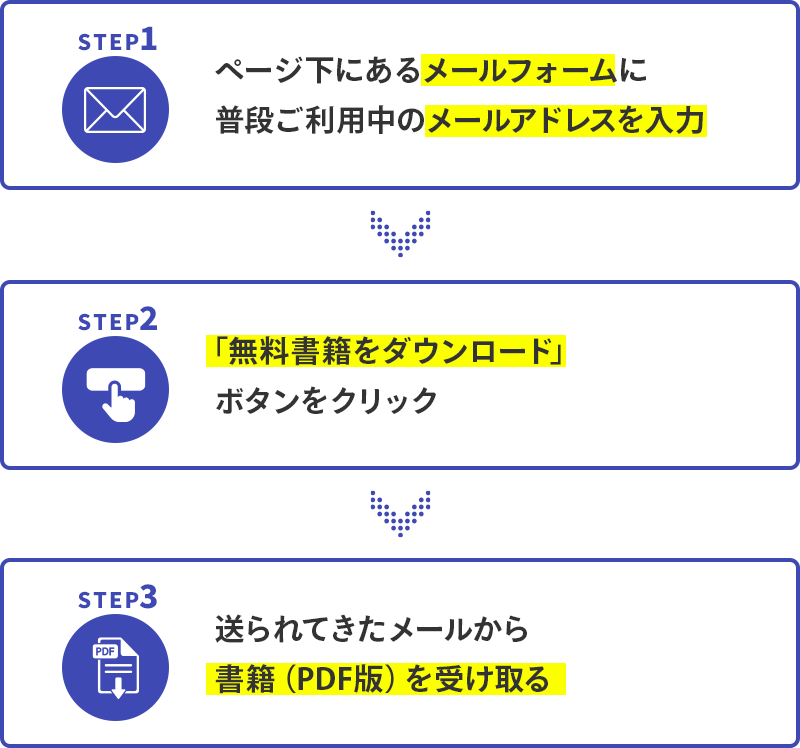 STEP1
ページ下にあるメールフォームに
普段ご利用中のメールアドレスを入力
STEP2
「無料書籍をダウンロード」
ボタンをクリック
STEP3
PDF
送られてきたメールから
書籍（PDF版）を受け取る